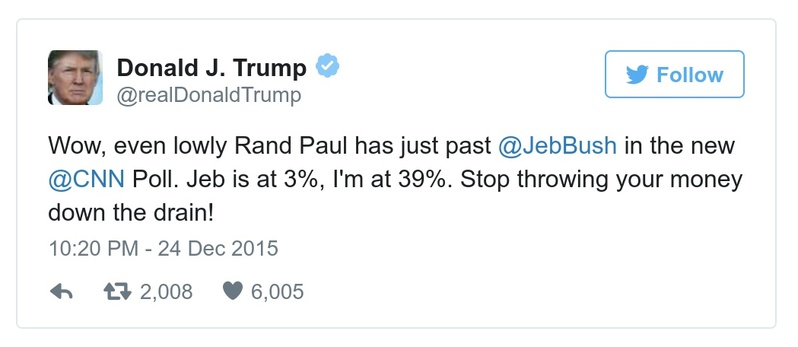 Donald J. Trump
@realDonaldTrump
Follow
Wow, even lowly Rand Paul has just past @JebBush in the new
@CNN Poll. Jeb is at 3%, I'm at 39%. Stop throwing your money
down the drain!
10:20 PM - 24 Dec 2015
2,008 6,005